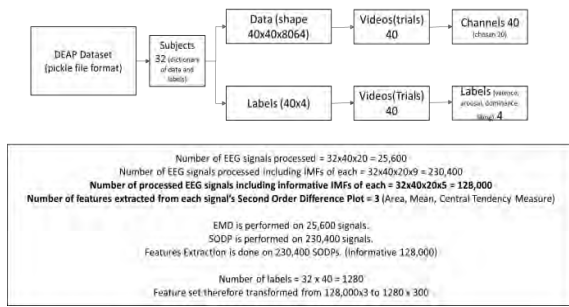 DEAP Dataset
(pickle file format)
Subjects
32 (dictionary
of data and
labels)
Data (shape
40x40x8064)
Videos(trials)
40
Channels 40
(chosen 20)
Labels (40x4)
Videos(Trials)
40
Labels (valence,
arousal, dominance,
liking) 4
Number of EEG signals processed = 32x40x20 = 25,600
Number of EEG signals processed including IMFs of each = 32x40x20x9 = 230,400
Number of processed EEG signals including informative IMFs of each = 32x40x20x5 = 128,000
Number of features extracted from each signal's Second Order Difference Plot = 3 (Area, Mean, Central Tendency Measure)
EMD is performed on 25,600 signals.
SODP is performed on 230,400 signals.
Features Extraction is done on 230,400 SODPs. (Informative 128,000)
Number of labels = 32 x 40 = 1280
Feature set therefore transformed from 128,000x3 to 1280 x 300